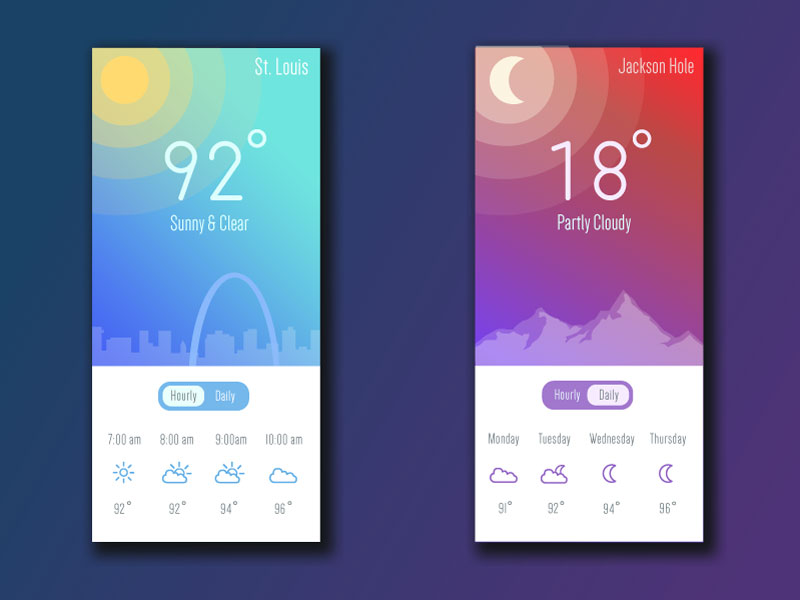 St. Louis
92°
Sunny & Clear
Hourly Daily
7:00 am 8:00 am 9:00am 10:00 am
92° 92° 94° 96°
Jackson Hole
18°
Partly Cloudy
Hourly Daily
Monday Tuesday Wednesday Thursday
91° 92° 94° 96°